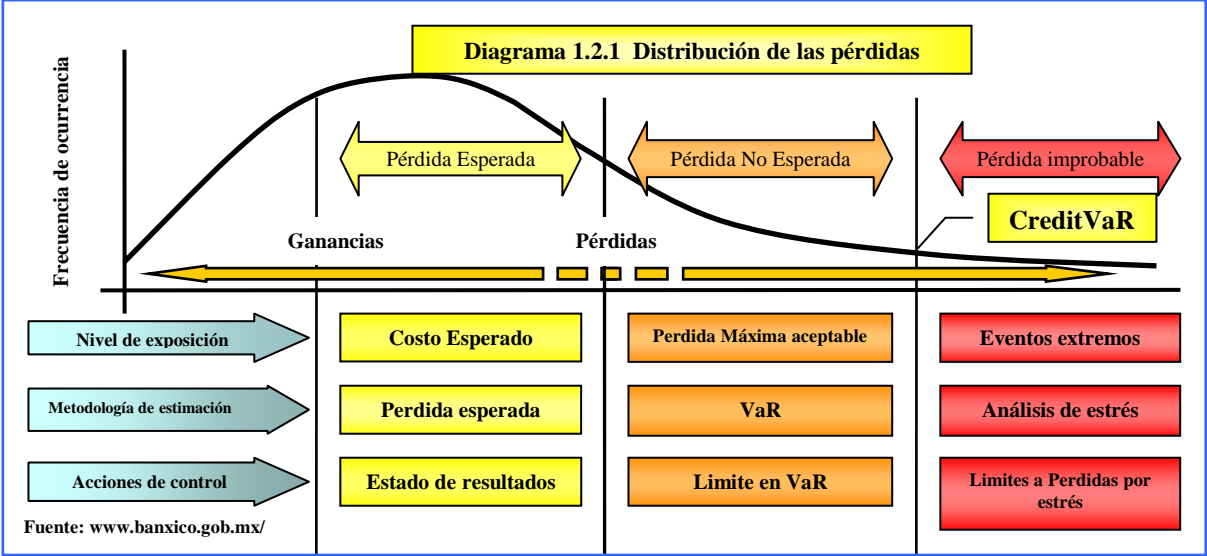 Diagrama 1.2.1 Distribución de las pérdidas
Frecuencia de ocurrencia
Pérdida Esperada
Pérdida No Esperada
Pérdida improbable
CreditVaR
Ganancias
Pérdidas
Nivel de exposición
Costo Esperado
Perdida Máxima aceptable
Eventos extremos
Metodología de estimación
Perdida esperada
VaR
Análisis de estrés
Acciones de control
Estado de resultados
Limite en VaR
Limites a Perdidas por
estrés
Fuente: www.banxico.gob.mx/